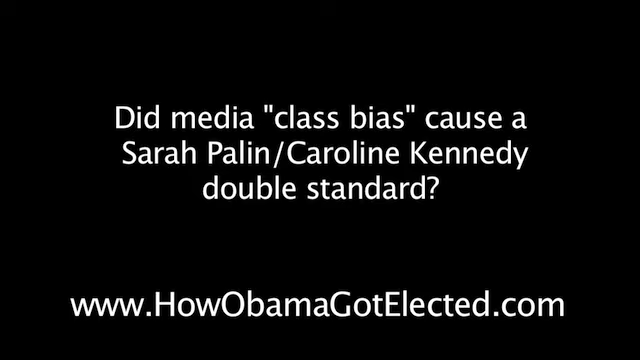 Did media "class bias" cause a
Sarah Palin/Caroline Kennedy
double standard?
www.HowObamaGotElected.com